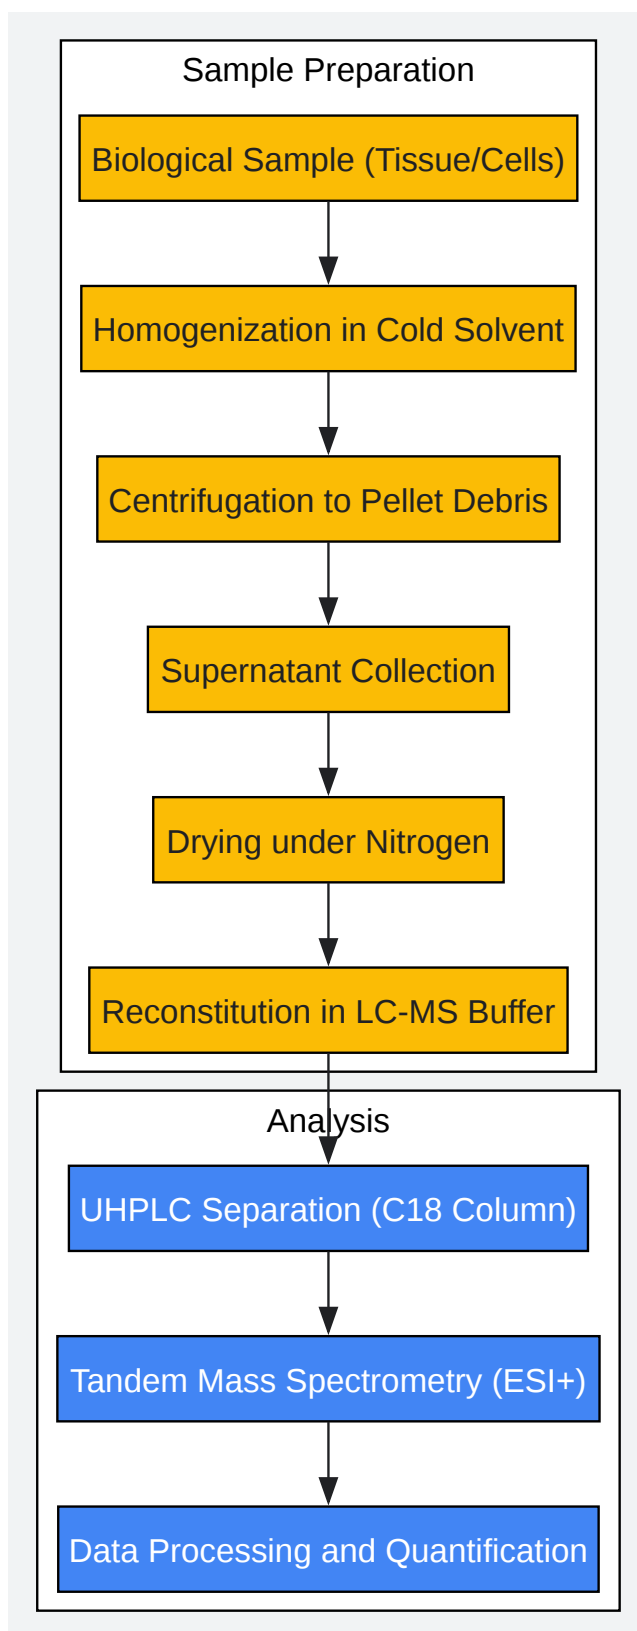 Sample Preparation
Biological Sample (Tissue/Cells)
Homogenization in Cold Solvent
Centrifugation to Pellet Debris
Supernatant Collection
Drying under Nitrogen
Reconstitution in LC-MS Buffer
Analysis
UHPLC Separation (C18 Column)
Tandem Mass Spectrometry (ESI+)
Data Processing and Quantification